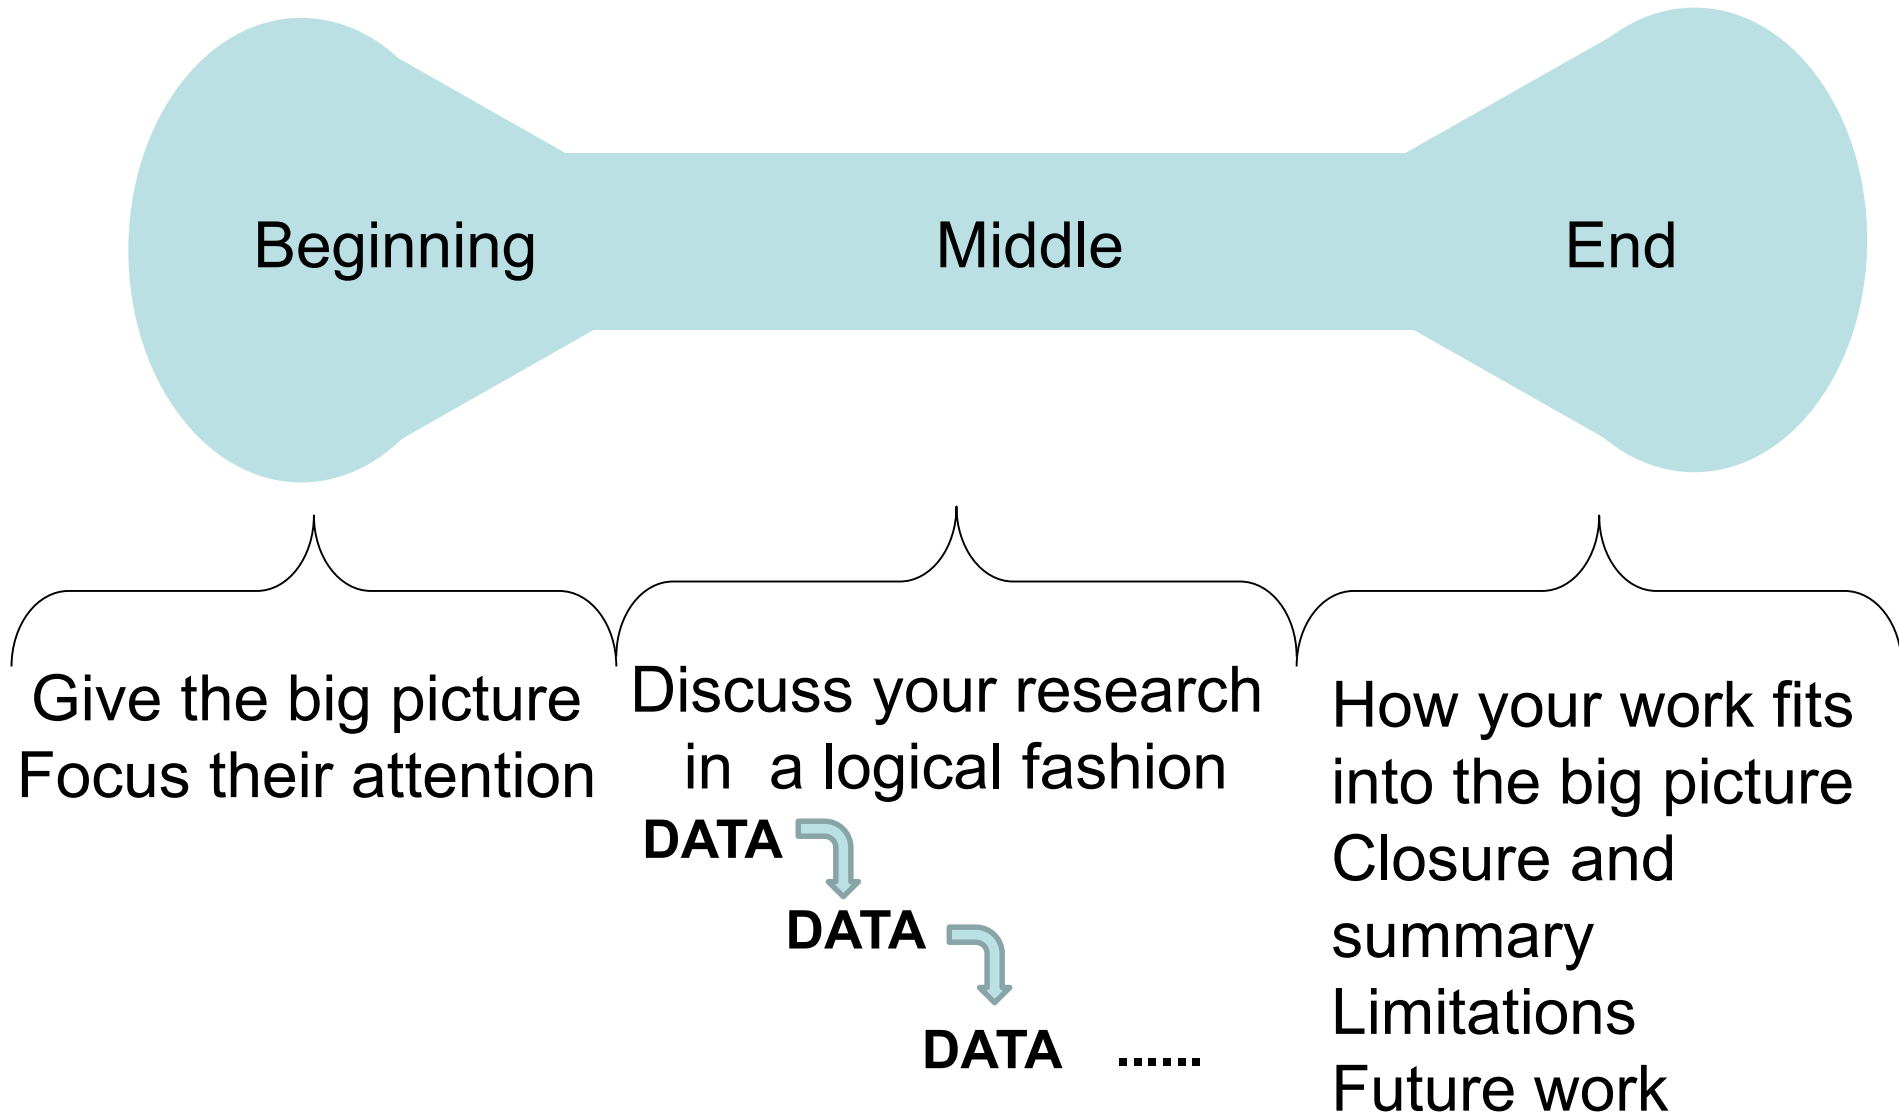 Beginning
Middle
End
Give the big picture
Focus their attention
Discuss your research
in  a logical fashion
DATA
DATA
DATA ......
How your work fits
into the big picture
Closure and
summary
Limitations
Future work